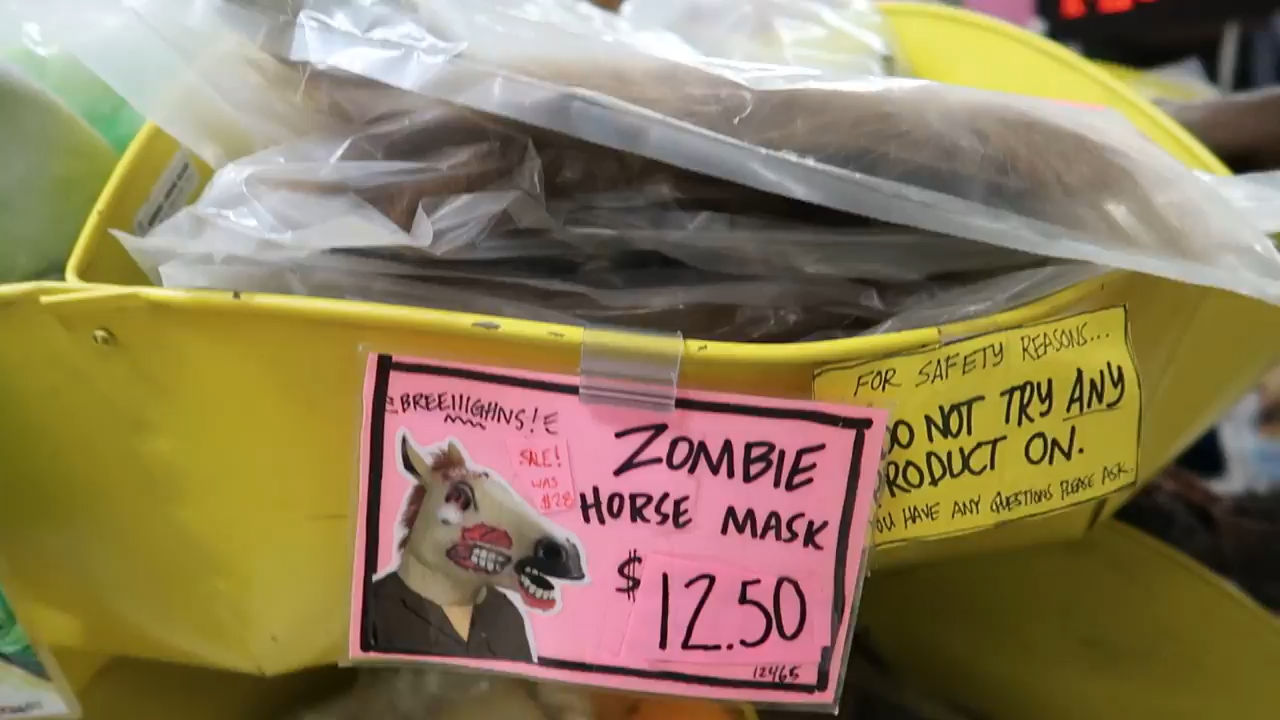 BREEIIIGHNS!
SALE!
WAS
$28
ZOMBIE
HORSE MASK
$12.50
12465
FOR SAFETY REASONS...
DO NOT TRY ANY
PRODUCT ON.
YOU HAVE ANY QUESTIONS PLEASE ASK.